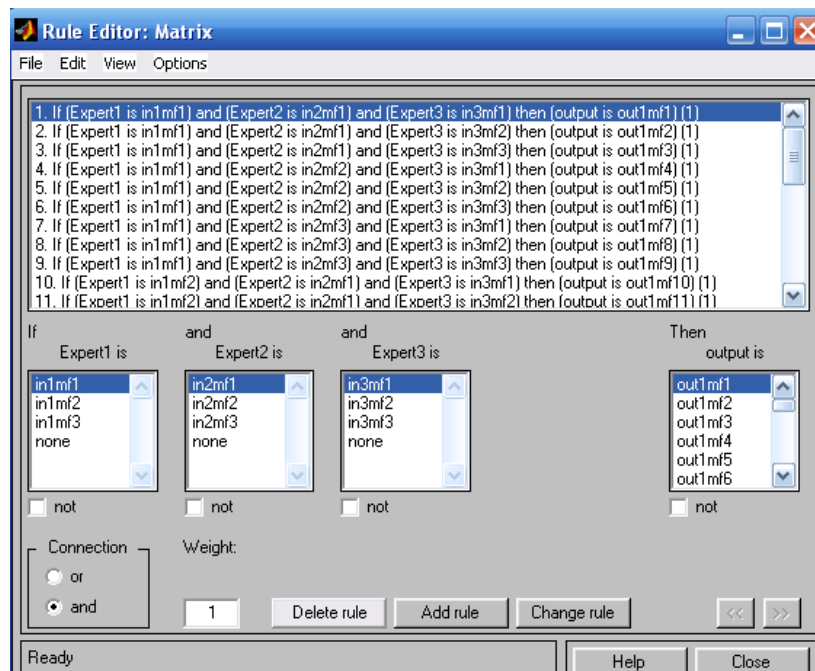 Rule Editor: Matrix
File Edit View Options
1. If (Expert1 is in1mf1) and (Expert2 is in2mf1) and (Expert3 is in3mf1) then (output is out1mf1) (1)
2. If (Expert1 is in1mf1) and (Expert2 is in2mf1) and (Expert3 is in3mf2) then (output is out1mf2) (1)
3. If (Expert1 is in1mf1) and (Expert2 is in2mf1) and (Expert3 is in3mf3) then (output is out1mf3) (1)
4. If (Expert1 is in1mf1) and (Expert2 is in2mf2) and (Expert3 is in3mf1) then (output is out1mf4) (1)
5. If (Expert1 is in1mf1) and (Expert2 is in2mf2) and (Expert3 is in3mf2) then (output is out1mf5) (1)
6. If (Expert1 is in1mf1) and (Expert2 is in2mf2) and (Expert3 is in3mf3) then (output is out1mf6) (1)
7. If (Expert1 is in1mf1) and (Expert2 is in2mf3) and (Expert3 is in3mf1) then (output is out1mf7) (1)
8. If (Expert1 is in1mf1) and (Expert2 is in2mf3) and (Expert3 is in3mf2) then (output is out1mf8) (1)
9. If (Expert1 is in1mf1) and (Expert2 is in2mf3) and (Expert3 is in3mf3) then (output is out1mf9) (1)
10. If (Expert1 is in1mf2) and (Expert2 is in2mf1) and (Expert3 is in3mf1) then (output is out1mf10) (1)
11. If (Expert1 is in1mf2) and (Expert2 is in2mf1) and (Expert3 is in3mf2) then (output is out1mf11) (1)
If and and Then
Expert1 is Expert2 is Expert3 is output is
in1mf1 in2mf1 in3mf1 out1mf1
in1mf2 in2mf2 in3mf2 out1mf2
in1mf3 in2mf3 in3mf3 out1mf3
none none none out1mf4
out1mf5
out1mf6
not not not not
Connection Weight:
or
and 1 Delete rule Add rule Change rule << >>
Ready Help Close